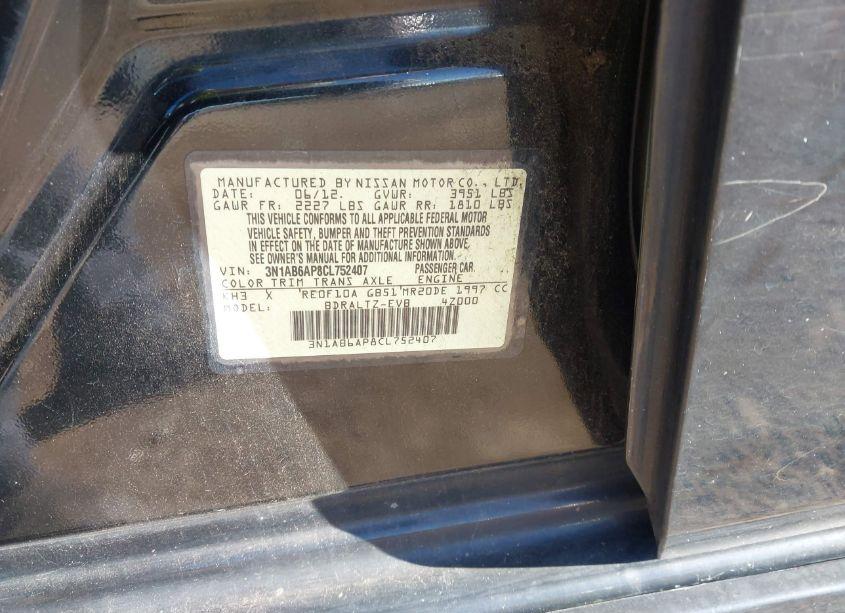 MANUFACTURED BY NISSAN MOTOR CO., LTD.
DATE: 06/12. GVWR: 3951 LBS
GAWR FR: 2227 LBS GAWR RR: 1810 LBS
THIS VEHICLE CONFORMS TO ALL APPLICABLE FEDERAL MOTOR
VEHICLE SAFETY, BUMPER AND THEFT PREVENTION STANDARDS
IN EFFECT ON THE DATE OF MANUFACTURE SHOWN ABOVE.
SEE OWNER'S MANUAL FOR ADDITIONAL INFORMATION.
VIN: 3N1AB6AP8CL752407 PASSENGER CAR.
COLOR TRIM TRANS AXLE ENGINE
KH3 X RE0F10A GB51 MR20DE 1997 CC
MODEL: BDRALTZ-EVB 4Z000
3N1AB6AP8CL752407